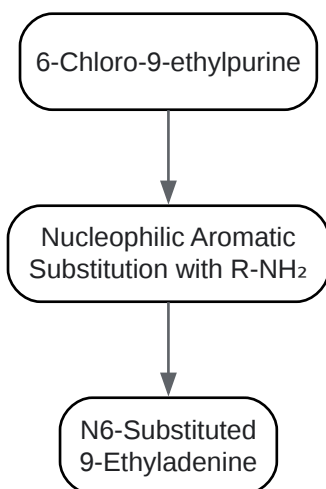 6-Chloro-9-ethylpurine
Nucleophilic Aromatic
Substitution with R-NH₂
N6-Substituted
9-Ethyladenine